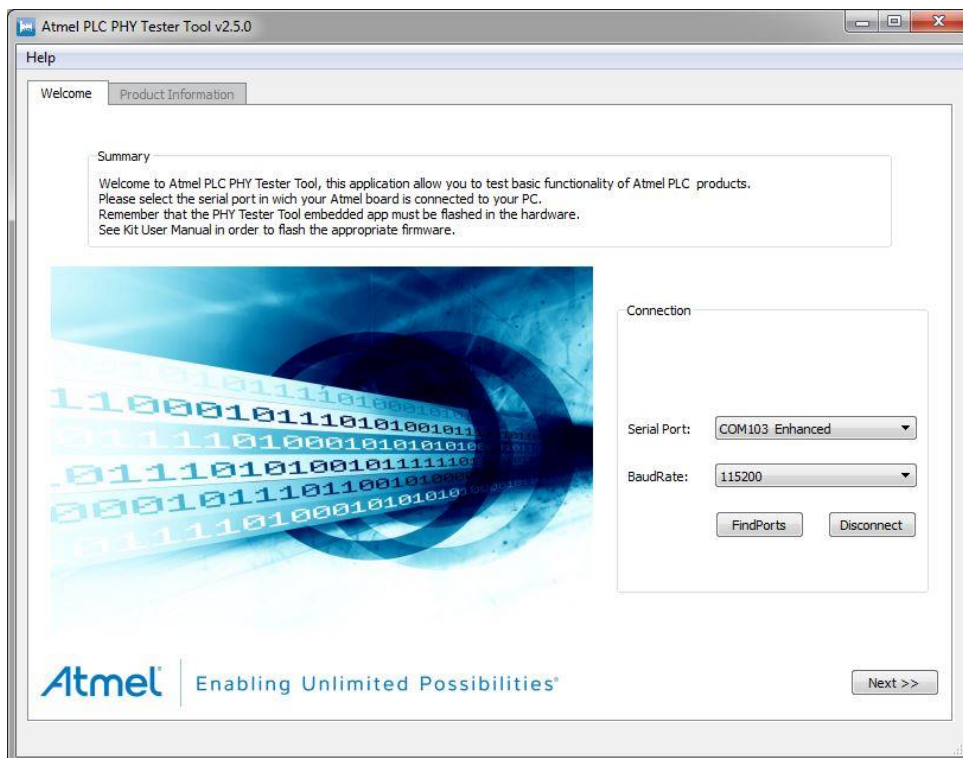 Atmel PLC PHY Tester Tool v2.5.0
Help
Welcome
Product Information
Summary
Welcome to Atmel PLC PHY Tester Tool, this application allow you to test basic functionality of Atmel PLC products.
Please select the serial port in wich your Atmel board is connected to your PC.
Remember that the PHY Tester Tool embedded app must be flashed in the hardware.
See Kit User Manual in order to flash the appropriate firmware.
Connection
Serial Port: COM103 Enhanced
BaudRate: 115200
FindPorts Disconnect
Atmel Enabling Unlimited Possibilities®
Next >>